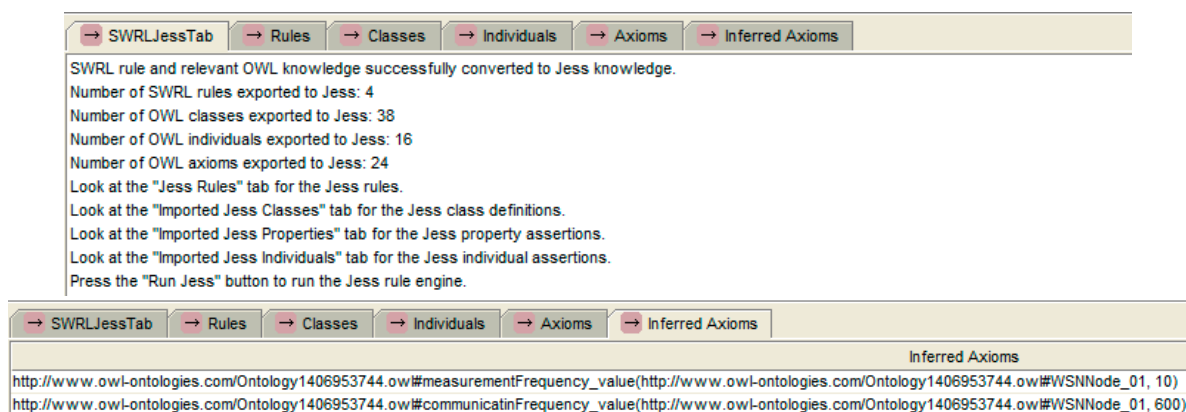 → SWRLJessTab → Rules → Classes → Individuals → Axioms → Inferred Axioms
SWRL rule and relevant OWL knowledge successfully converted to Jess knowledge.
Number of SWRL rules exported to Jess: 4
Number of OWL classes exported to Jess: 38
Number of OWL individuals exported to Jess: 16
Number of OWL axioms exported to Jess: 24
Look at the "Jess Rules" tab for the Jess rules.
Look at the "Imported Jess Classes" tab for the Jess class definitions.
Look at the "Imported Jess Properties" tab for the Jess property assertions.
Look at the "Imported Jess Individuals" tab for the Jess individual assertions.
Press the "Run Jess" button to run the Jess rule engine.
→ SWRLJessTab → Rules → Classes → Individuals → Axioms → Inferred Axioms
Inferred Axioms
http://www.owl-ontologies.com/Ontology1406953744.owl#measurementFrequency_value(http://www.owl-ontologies.com/Ontology1406953744.owl#WSNNode_01, 10)
http://www.owl-ontologies.com/Ontology1406953744.owl#communicatinFrequency_value(http://www.owl-ontologies.com/Ontology1406953744.owl#WSNNode_01, 600)